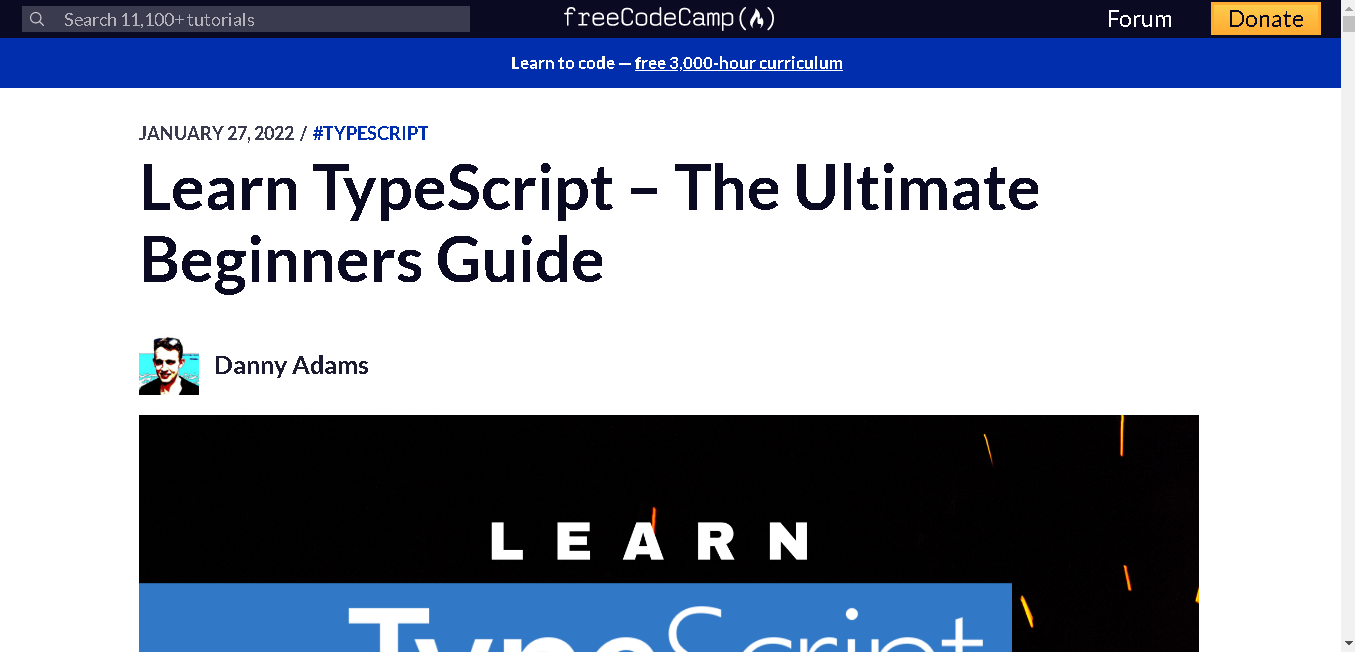 Search 11,100+ tutorials
freeCodeCamp(🔥)
Forum
Donate
Learn to code — free 3,000-hour curriculum
JANUARY 27, 2022 / #TYPESCRIPT
Learn TypeScript – The Ultimate
Beginners Guide
Danny Adams
LEARN
TypeScript